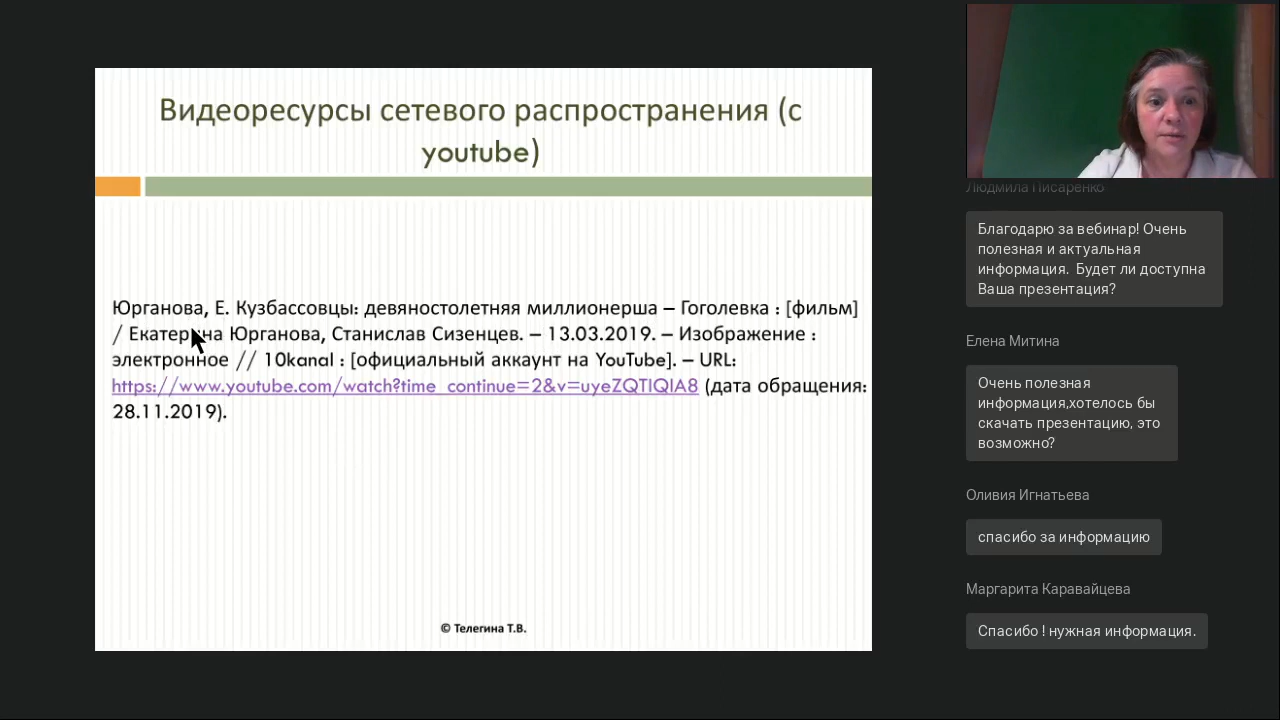 Видеоресурсы сетевого распространения (с
youtube)
Юрганова, Е. Кузбассовцы: девяностолетняя миллионерша – Гоголевка : [фильм]
/ Екатерина Юрганова, Станислав Сизенцев. – 13.03.2019. – Изображение :
электронное // 10kanal : [официальный аккаунт на YouTube]. – URL:
https://www.youtube.com/watch?time_continue=2&v=uyeZQTIQIA8 (дата обращения:
28.11.2019).
© Телегина Т.В.
Людмила Писаренко
Благодарю за вебинар! Очень
полезная и актуальная
информация. Будет ли доступна
Ваша презентация?
Елена Митина
Очень полезная
информация,хотелось бы
скачать презентацию, это
возможно?
Оливия Игнатьева
спасибо за информацию
Маргарита Каравайцева
Спасибо ! нужная информация.